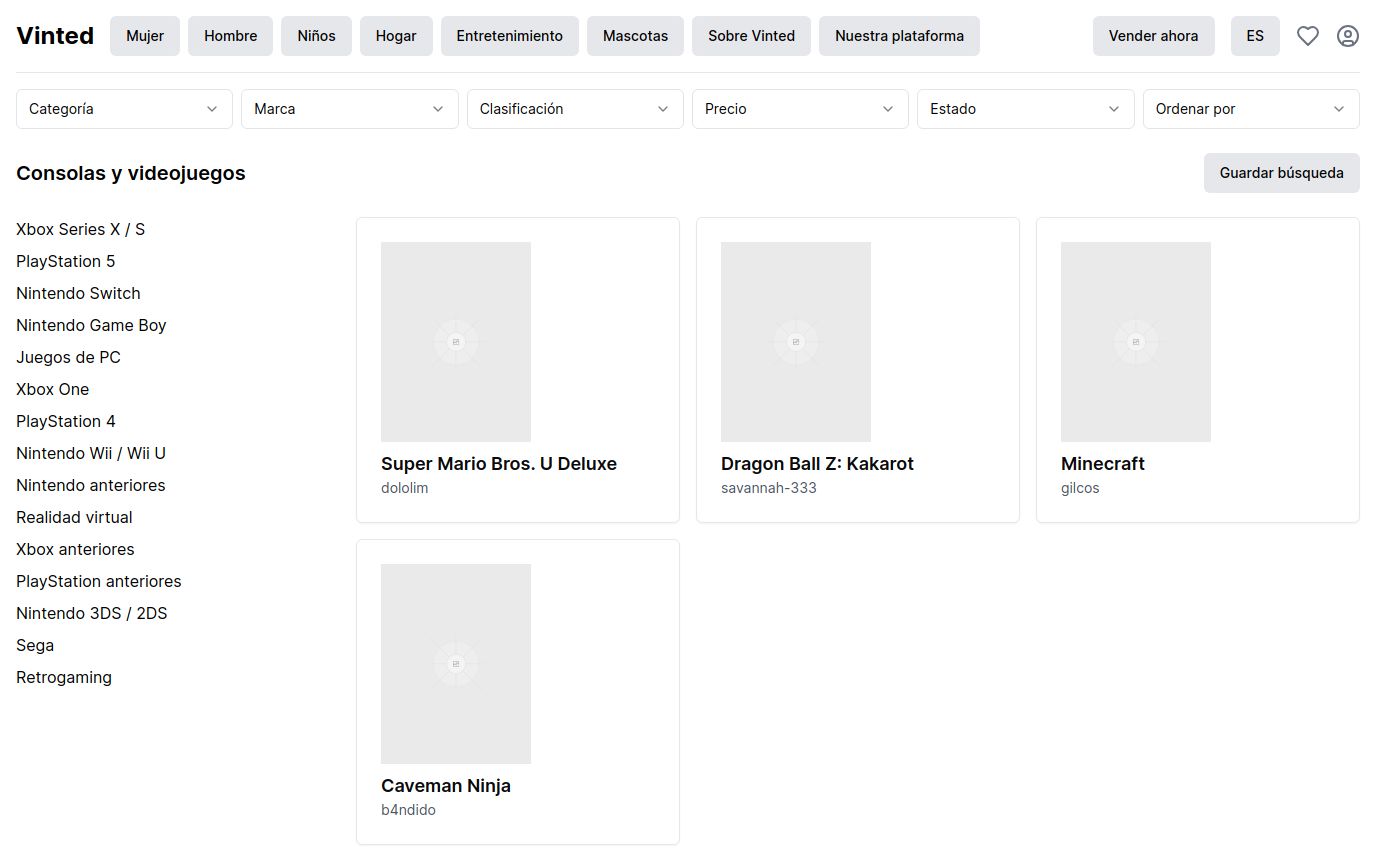 Vinted Mujer Hombre Niños Hogar Entretenimiento Mascotas Sobre Vinted Nuestra plataforma Vender ahora ES
Categoría Marca Clasificación Precio Estado Ordenar por
Consolas y videojuegos Guardar búsqueda
Xbox Series X / S
PlayStation 5
Nintendo Switch
Nintendo Game Boy
Juegos de PC
Xbox One
PlayStation 4
Nintendo Wii / Wii U
Nintendo anteriores
Realidad virtual
Xbox anteriores
PlayStation anteriores
Nintendo 3DS / 2DS
Sega
Retrogaming
Super Mario Bros. U Deluxe
dololim
Dragon Ball Z: Kakarot
savannah-333
Minecraft
gilcos
Caveman Ninja
b4ndido